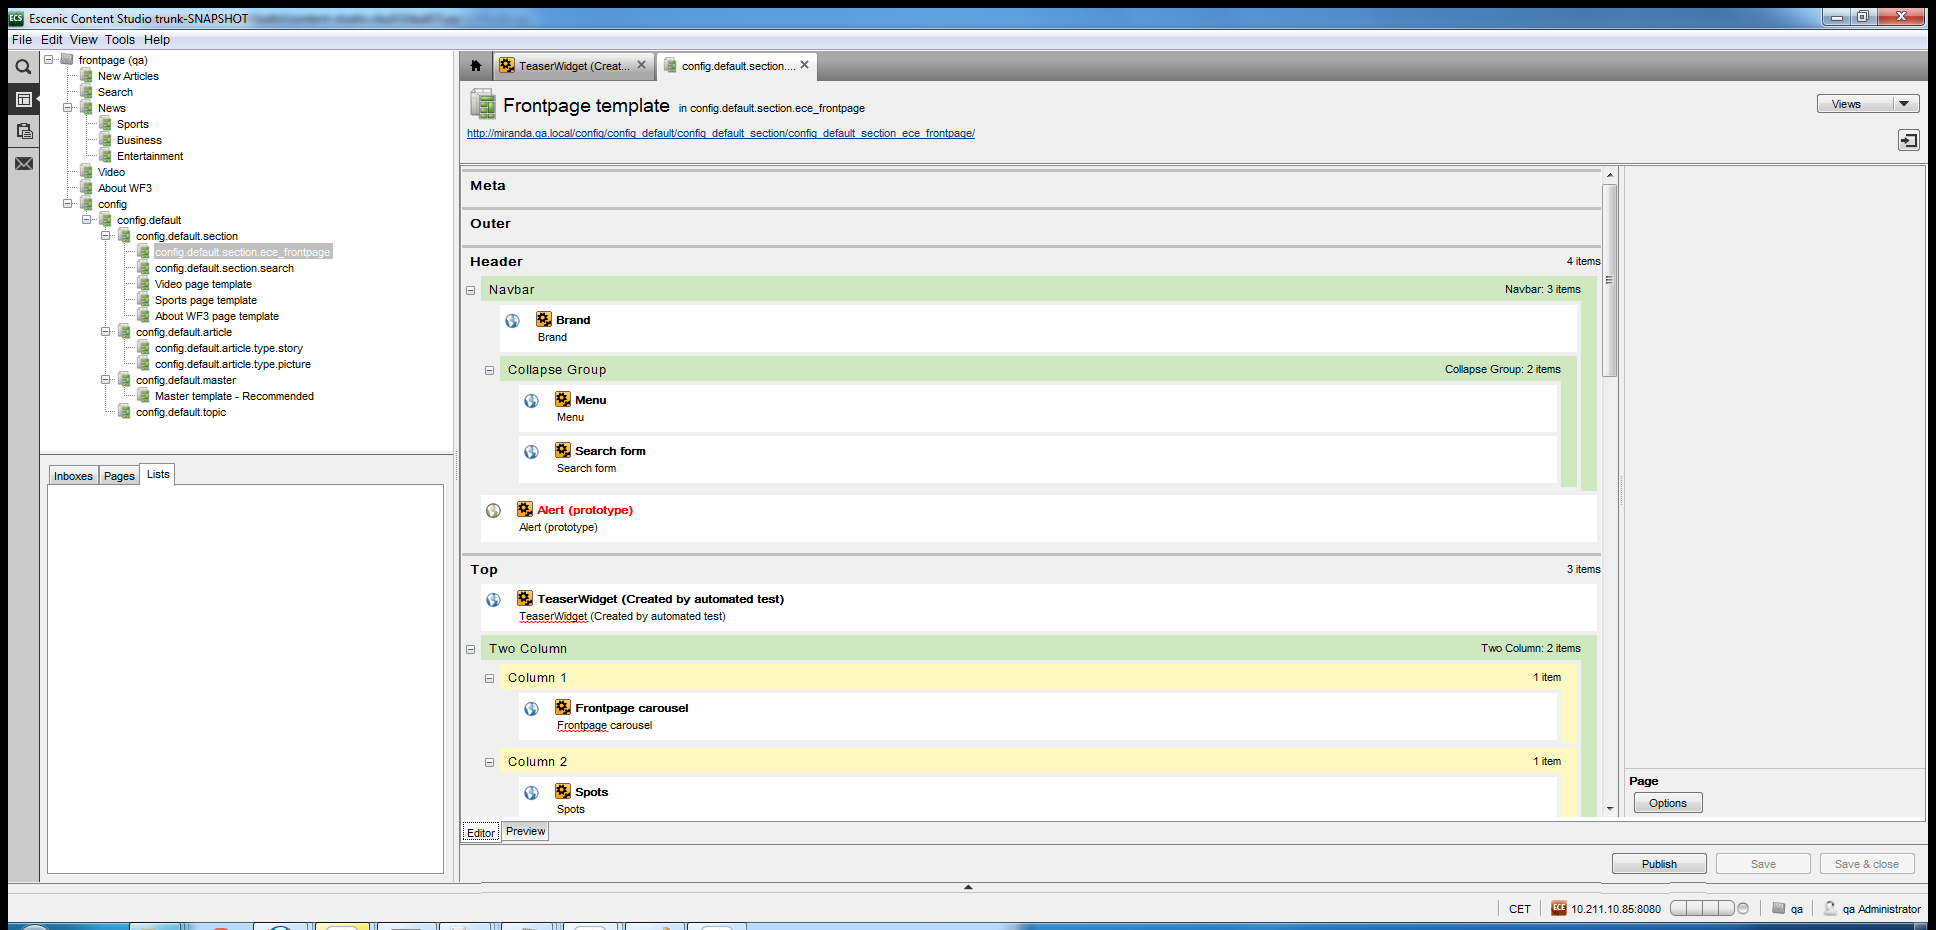 Escenic Content Studio trunk-SNAPSHOT
File Edit View Tools Help
frontpage (qa)
New Articles
Search
News
Sports
Business
Entertainment
Video
About WF3
config
config.default
config.default.section
config.default.section.ece_frontpage
config.default.section.search
Video page template
Sports page template
About WF3 page template
config.default.article
config.default.article.type.story
config.default.article.type.picture
config.default.master
Master template - Recommended
config.default.topic
Inboxes Pages Lists
TeaserWidget (Creat... config.default.section....
Frontpage template in config.default.section.ece_frontpage
Views
http://miranda.qa.local/config/config_default/config_default_section/config_default_section_ece_frontpage/
Meta
Outer
Header 4 items
Navbar Navbar: 3 items
Brand
Brand
Collapse Group Collapse Group: 2 items
Menu
Menu
Search form
Search form
Alert (prototype)
Alert (prototype)
Top 3 items
TeaserWidget (Created by automated test)
TeaserWidget (Created by automated test)
Two Column Two Column: 2 items
Column 1 1 item
Frontpage carousel
Frontpage carousel
Column 2 1 item
Spots
Spots
Page
Options
Editor Preview
Publish Save Save & close
CET ECE 10.211.10.85:8080 qa qa Administrator